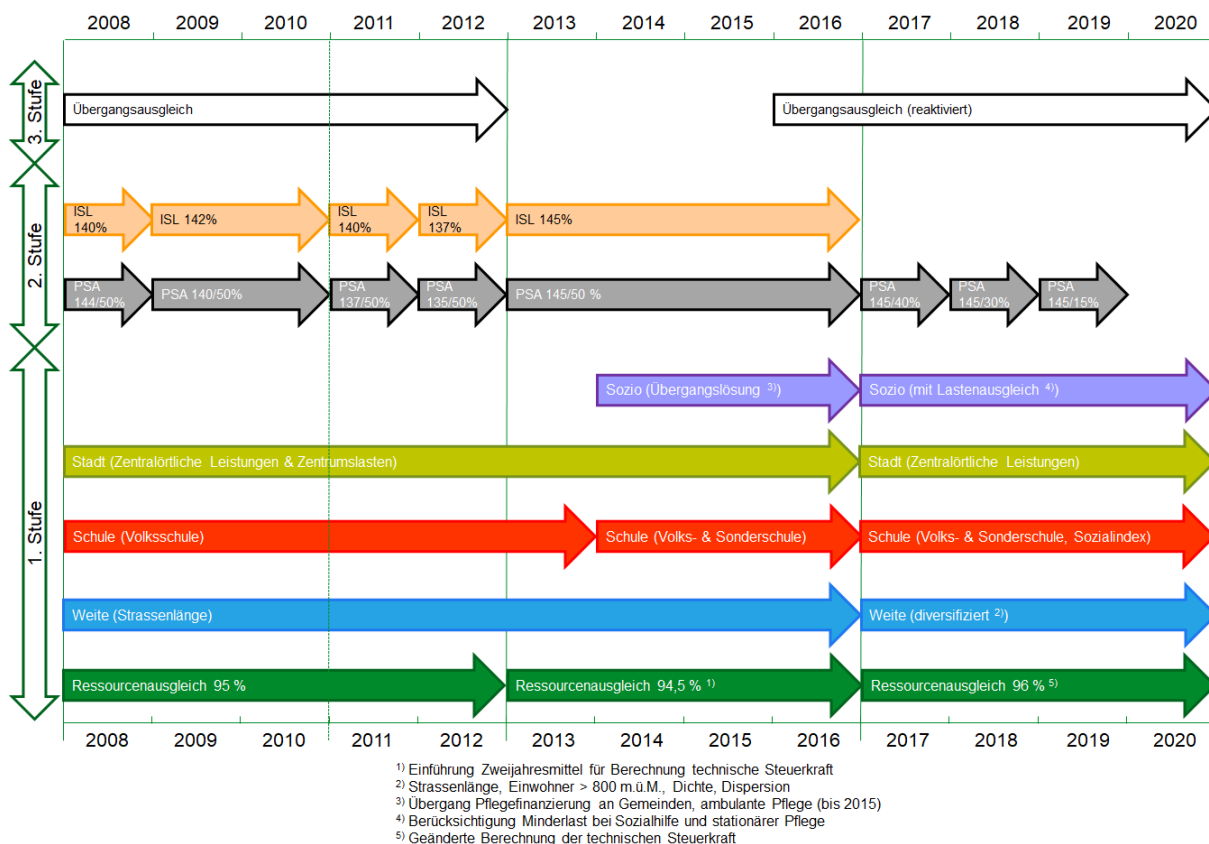 2008 2009 2010 2011 2012 2013 2014 2015 2016 2017 2018 2019 2020
3. Stufe
Übergangsausgleich
Übergangsausgleich (reaktiviert)
2. Stufe
ISL
140%
ISL 142%
ISL
140%
ISL
137%
ISL 145%
PSA
144/50%
PSA 140/50%
PSA
137/50%
PSA
135/50%
PSA 145/50 %
PSA
145/40%
PSA
145/30%
PSA
145/15%
1. Stufe
Sozio (Übergangslösung ³⁾)
Sozio (mit Lastenausgleich ⁴⁾)
Stadt (Zentralörtliche Leistungen & Zentrumslasten)
Stadt (Zentralörtliche Leistungen)
Schule (Volksschule)
Schule (Volks- & Sonderschule)
Schule (Volks- & Sonderschule, Sozialindex)
Weite (Strassenlänge)
Weite (diversifiziert ²⁾)
Ressourcenausgleich 95 %
Ressourcenausgleich 94,5 % ¹⁾
Ressourcenausgleich 96 % ⁵⁾
2008 2009 2010 2011 2012 2013 2014 2015 2016 2017 2018 2019 2020
¹⁾ Einführung Zweijahresmittel für Berechnung technische Steuerkraft
²⁾ Strassenlänge, Einwohner > 800 m.ü.M., Dichte, Dispersion
³⁾ Übergang Pflegefinanzierung an Gemeinden, ambulante Pflege (bis 2015)
⁴⁾ Berücksichtigung Minderlast bei Sozialhilfe und stationärer Pflege
⁵⁾ Geänderte Berechnung der technischen Steuerkraft